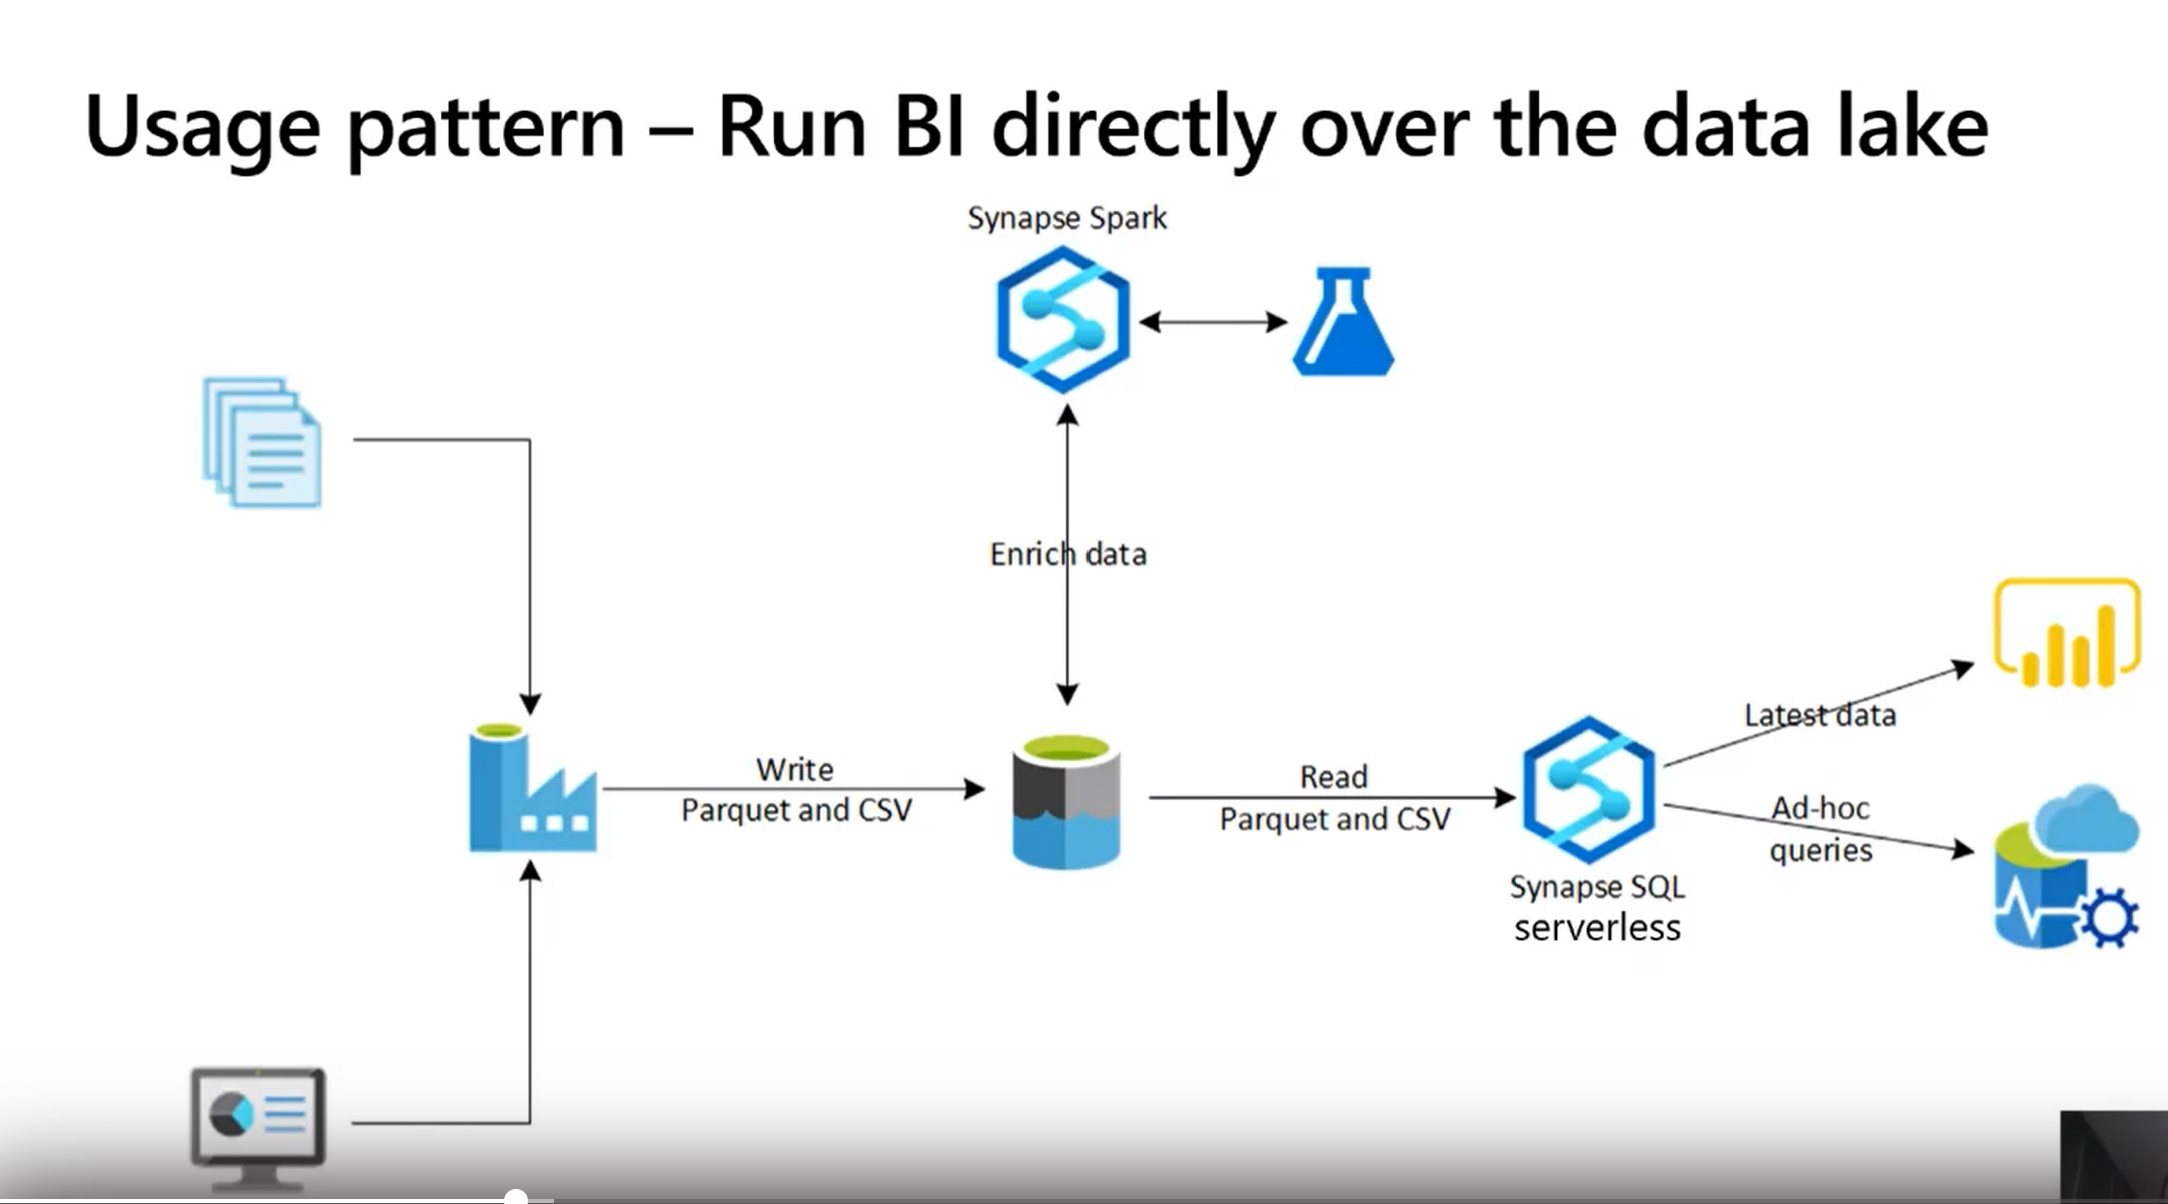 Usage pattern – Run BI directly over the data lake
Synapse Spark
Enrich data
Write
Parquet and CSV
Read
Parquet and CSV
Synapse SQL
serverless
Latest data
Ad-hoc
queries